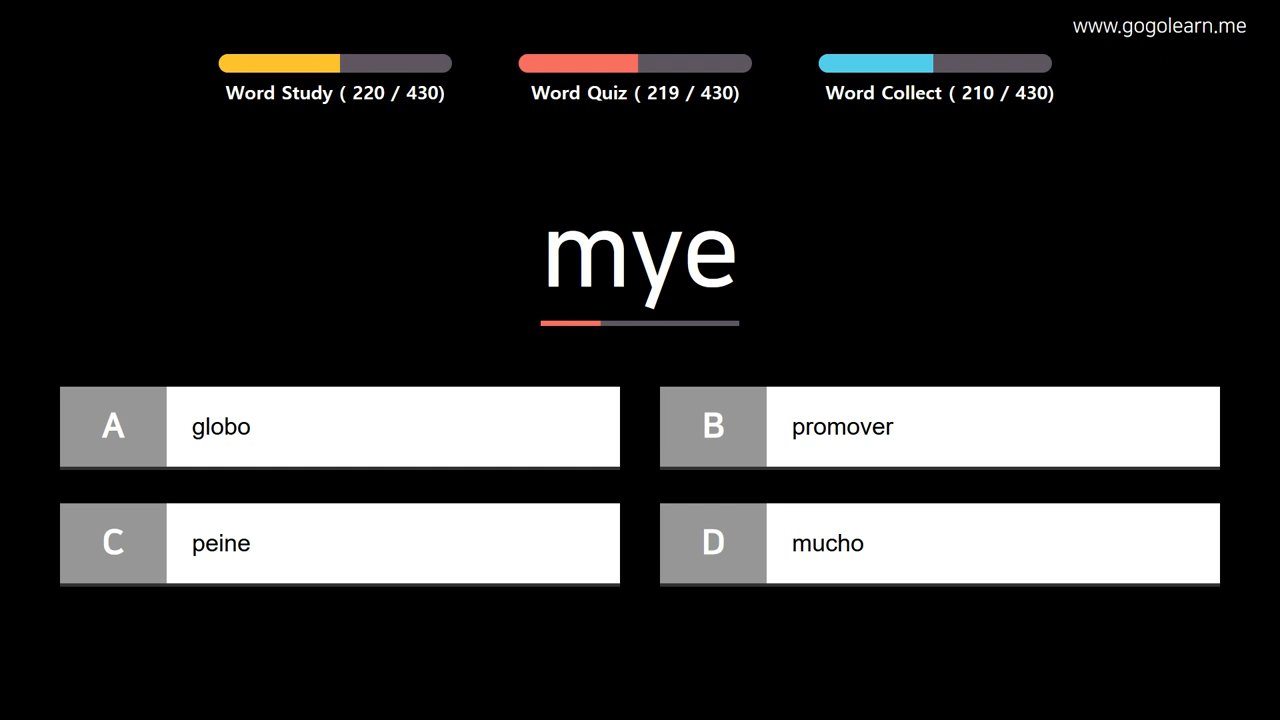 www.gogolearn.me
Word Study ( 220 / 430)
Word Quiz ( 219 / 430)
Word Collect ( 210 / 430)
mye
A globo
B promover
C peine
D mucho